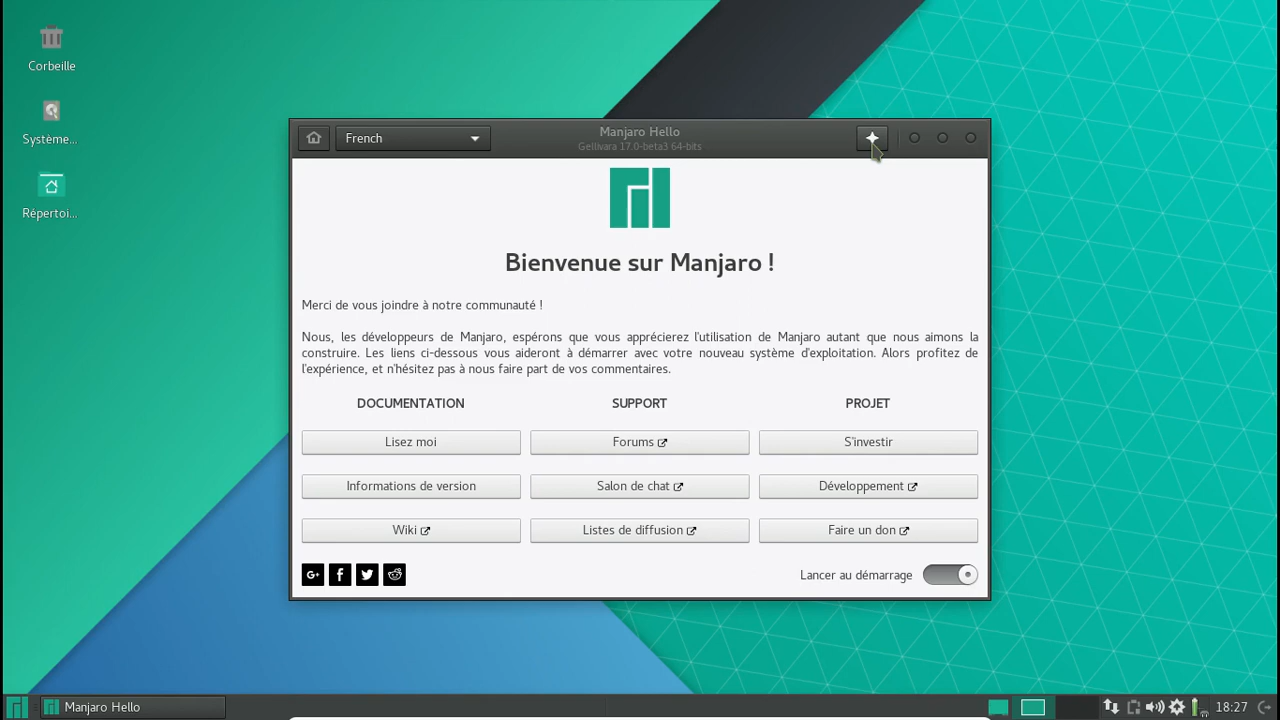 Corbeille
Système...
Répertoi...
French
Manjaro Hello
Gellivara 17.0-beta3 64-bits
Bienvenue sur Manjaro !
Merci de vous joindre à notre communauté !
Nous, les développeurs de Manjaro, espérons que vous apprécierez l'utilisation de Manjaro autant que nous aimons la
construire. Les liens ci-dessous vous aideront à démarrer avec votre nouveau système d'exploitation. Alors profitez de
l'expérience, et n'hésitez pas à nous faire part de vos commentaires.
DOCUMENTATION
SUPPORT
PROJET
Lisez moi
Forums
S'investir
Informations de version
Salon de chat
Développement
Wiki
Listes de diffusion
Faire un don
G+
Lancer au démarrage
Manjaro Hello
18:27